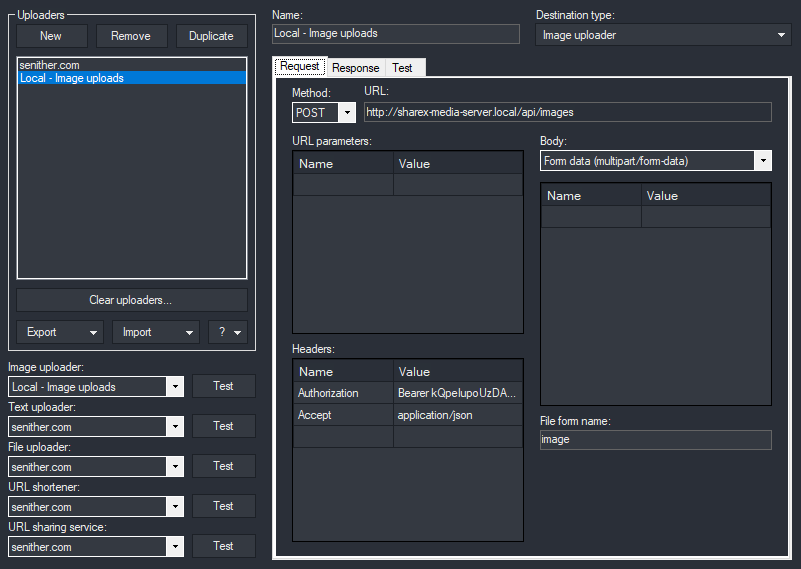 Uploaders
New Remove Duplicate
senither.com
Local - Image uploads
Clear uploaders...
Export Import ?
Image uploader:
Local - Image uploads Test
Text uploader:
senither.com Test
File uploader:
senither.com Test
URL shortener:
senither.com Test
URL sharing service:
senither.com Test
Name:
Local - Image uploads
Destination type:
Image uploader
Request Response Test
Method: URL:
POST http://sharex-media-server.local/api/images
URL parameters:
Name Value
Headers:
Name Value
Authorization Bearer kQpeIupoUzDA...
Accept application/json
Body:
Form data (multipart/form-data)
Name Value
File form name:
image